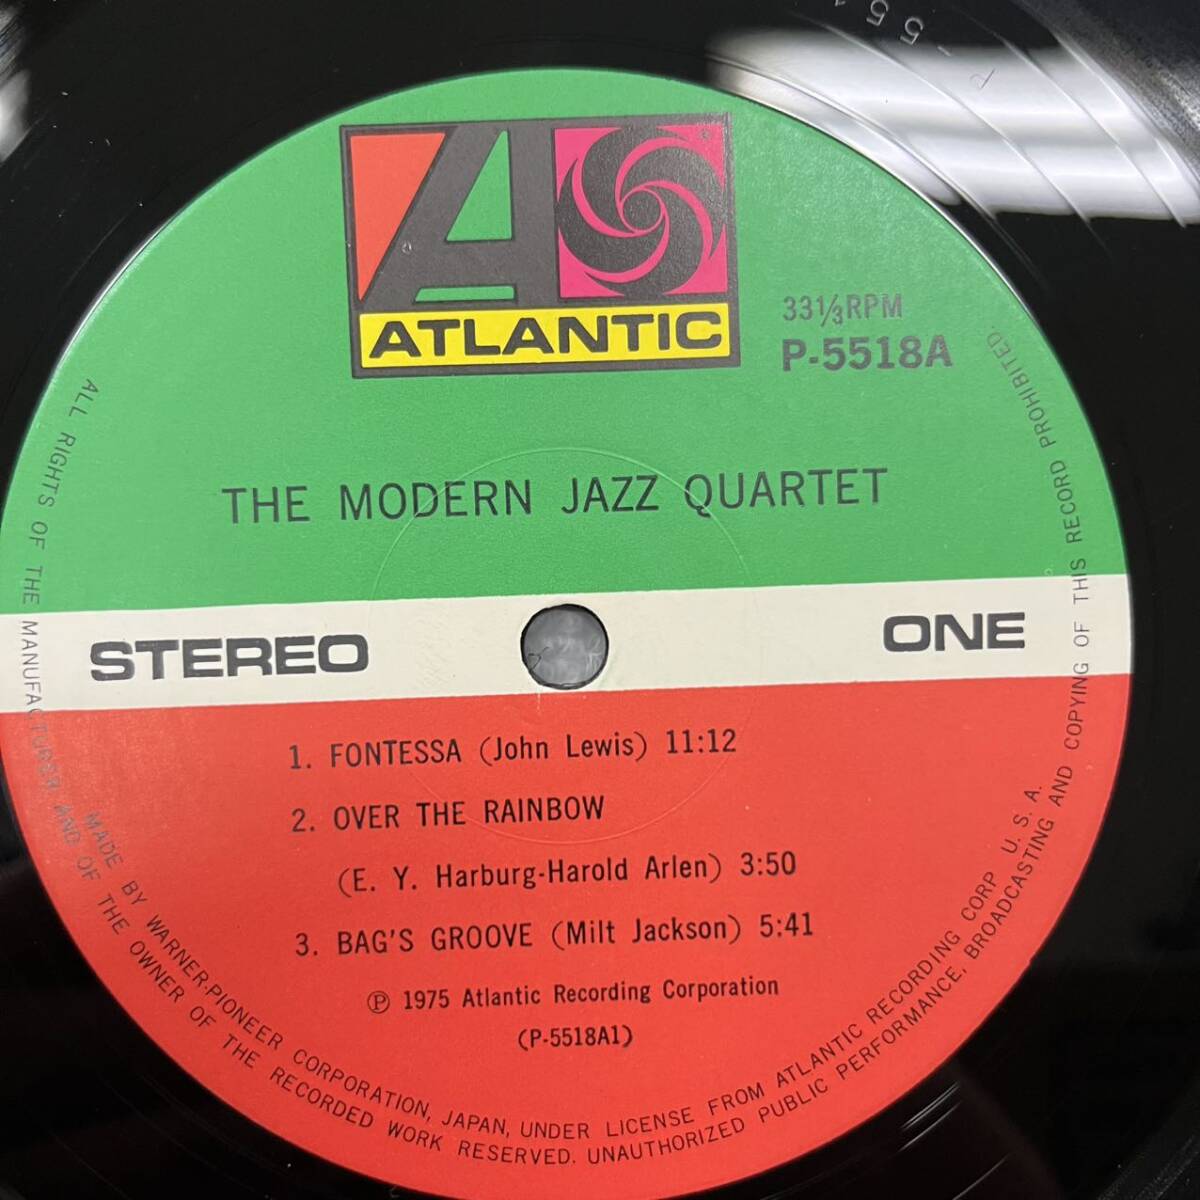 ATLANTIC
33⅓RPM
P-5518A
THE MODERN JAZZ QUARTET
STEREO
ONE
1. FONTESSA (John Lewis) 11:12
2. OVER THE RAINBOW
(E. Y. Harburg-Harold Arlen) 3:50
3. BAG'S GROOVE (Milt Jackson) 5:41
Ⓟ 1975 Atlantic Recording Corporation
(P-5518A1)
MADE BY WARNER-PIONEER CORPORATION, JAPAN, UNDER LICENSE FROM ATLANTIC RECORDING CORP U. S. A.
ALL RIGHTS OF THE MANUFACTURER AND OF THE OWNER OF THE RECORDED WORK RESERVED. UNAUTHORIZED PUBLIC PERFORMANCE, BROADCASTING AND COPYING OF THIS RECORD PROHIBITED.